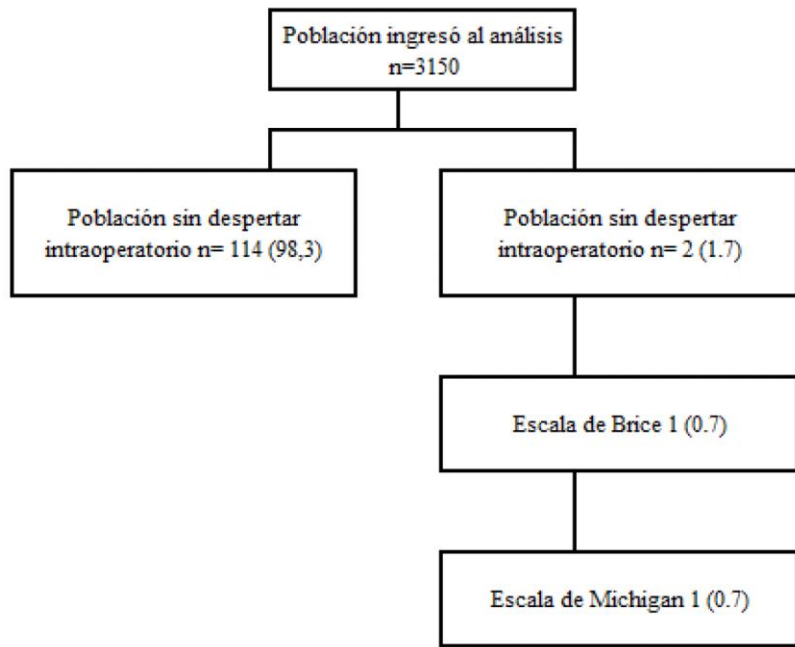 Población ingresó al análisis
n=3150
Población sin despertar
intraoperatorio n= 114 (98,3)
Población sin despertar
intraoperatorio n= 2 (1.7)
Escala de Brice 1 (0.7)
Escala de Michigan 1 (0.7)